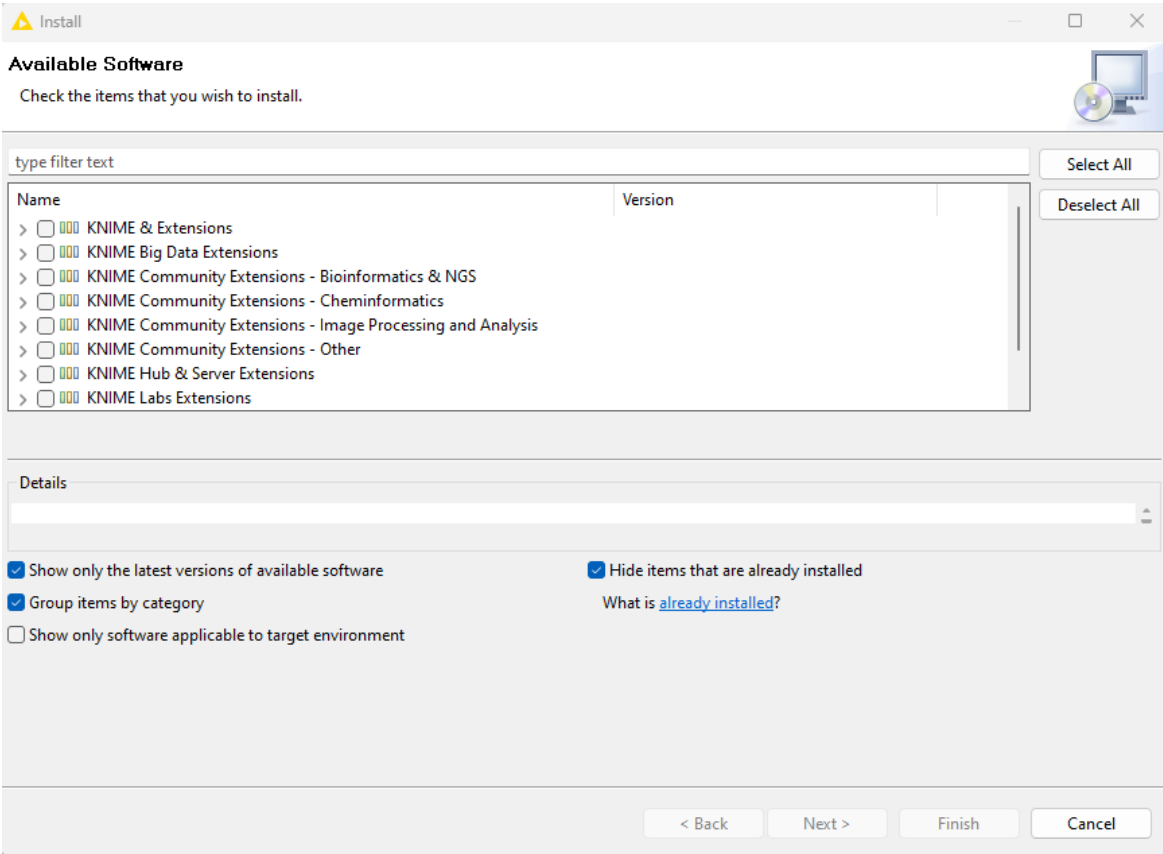 Install
Available Software
Check the items that you wish to install.
type filter text
Select All
Name Version
Deselect All
KNIME & Extensions
KNIME Big Data Extensions
KNIME Community Extensions - Bioinformatics & NGS
KNIME Community Extensions - Cheminformatics
KNIME Community Extensions - Image Processing and Analysis
KNIME Community Extensions - Other
KNIME Hub & Server Extensions
KNIME Labs Extensions
Details
Show only the latest versions of available software Hide items that are already installed
Group items by category What is already installed?
Show only software applicable to target environment
< Back Next > Finish Cancel